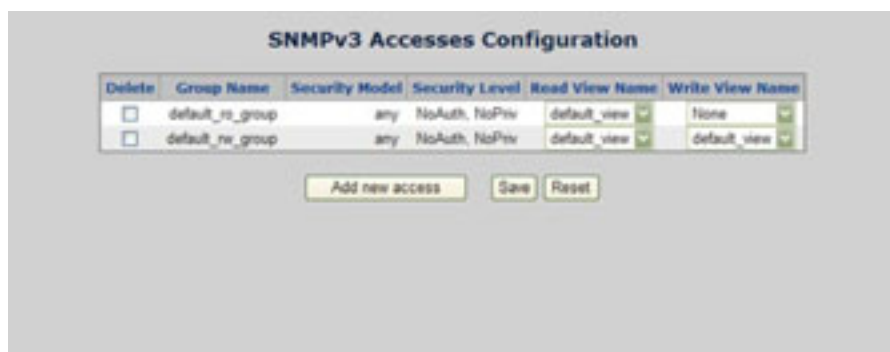 SNMPv3 Accesses Configuration
Delete Group Name Security Model Security Level Read View Name Write View Name
default_ro_group any NoAuth, NoPriv default_view None
default_rw_group any NoAuth, NoPriv default_view default_view
Add new access Save Reset